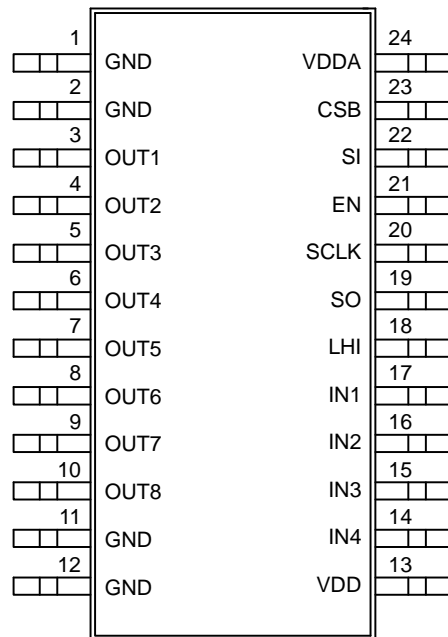 1 24
GND VDDA
2 23
GND CSB
3 22
OUT1 SI
4 21
OUT2 EN
5 20
OUT3 SCLK
6 19
OUT4 SO
7 18
OUT5 LHI
8 17
OUT6 IN1
9 16
OUT7 IN2
10 15
OUT8 IN3
11 14
GND IN4
12 13
GND VDD